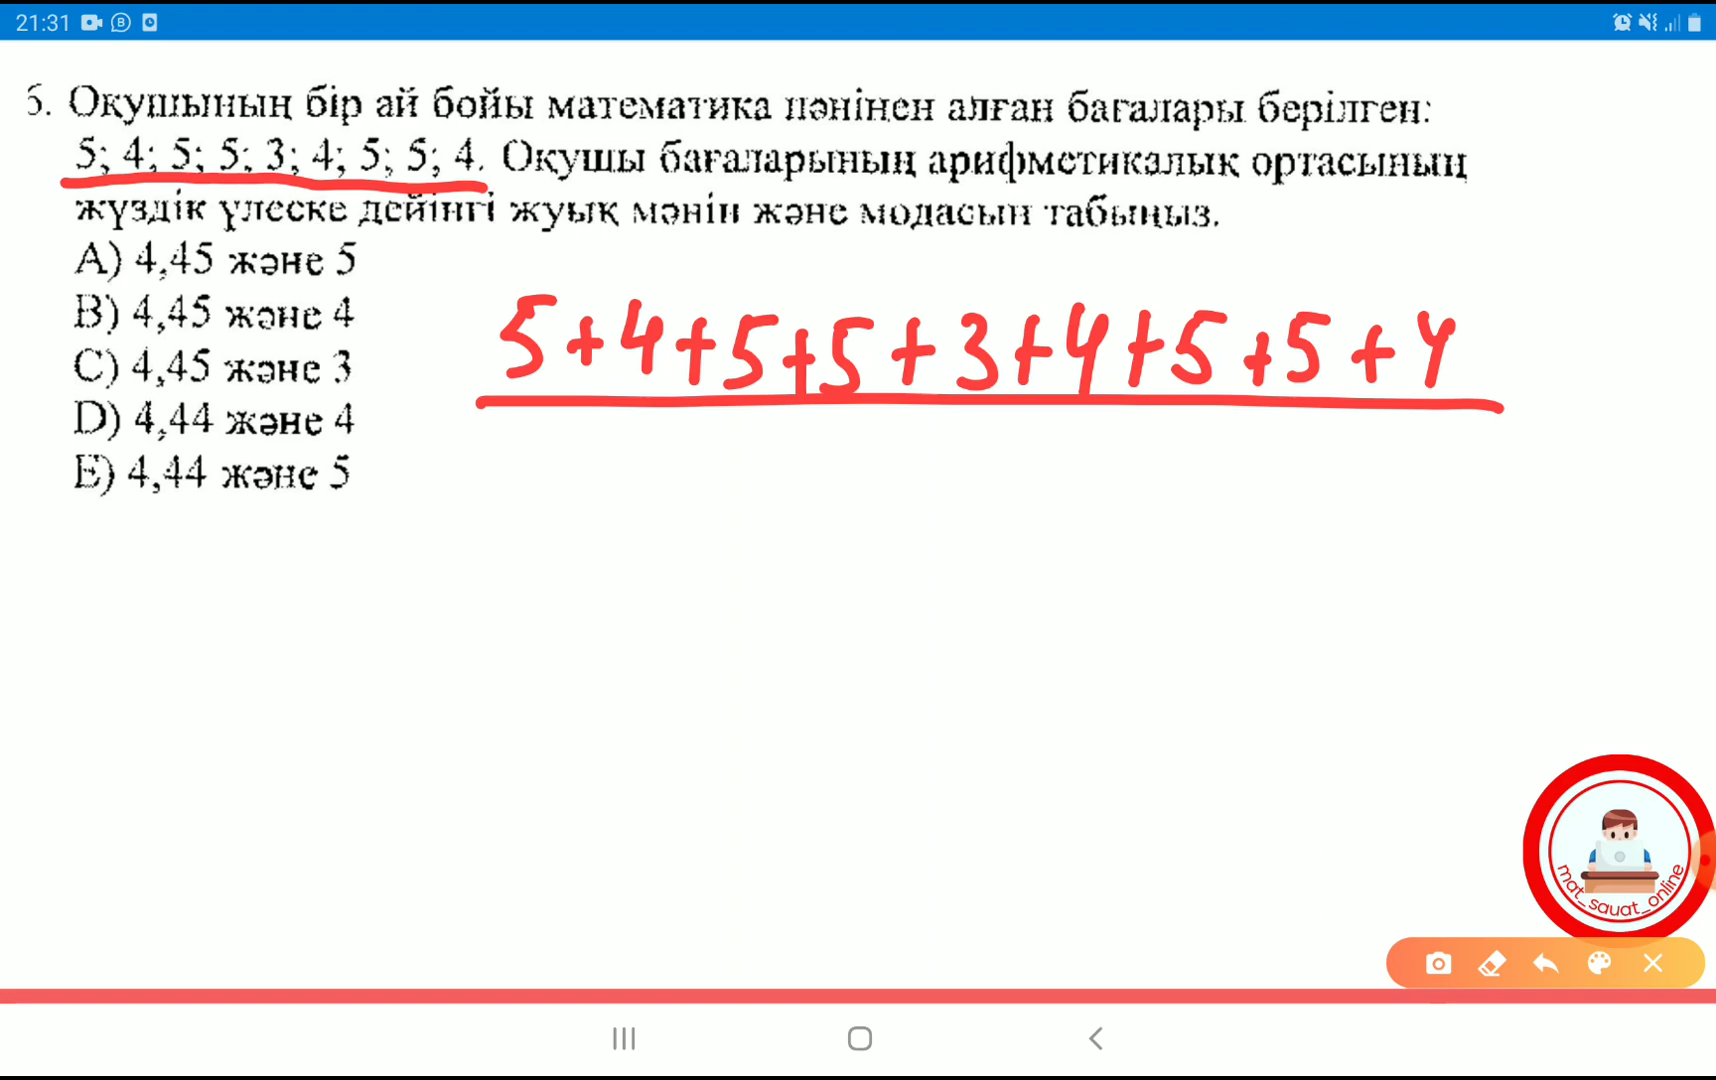 21:31
5. Оқушының бір ай бойы математика пәнінен алған бағалары берілген:
5; 4; 5; 5; 3; 4; 5; 5; 4. Оқушы бағаларының арифметикалық ортасының
жүздік үлеске дейінгі жуық мәнін және модасын табыңыз.
A) 4,45 және 5
B) 4,45 және 4
C) 4,45 және 3
D) 4,44 және 4
E) 4,44 және 5
5+4+5+5+3+4+5+5+4
mat_sauat_online